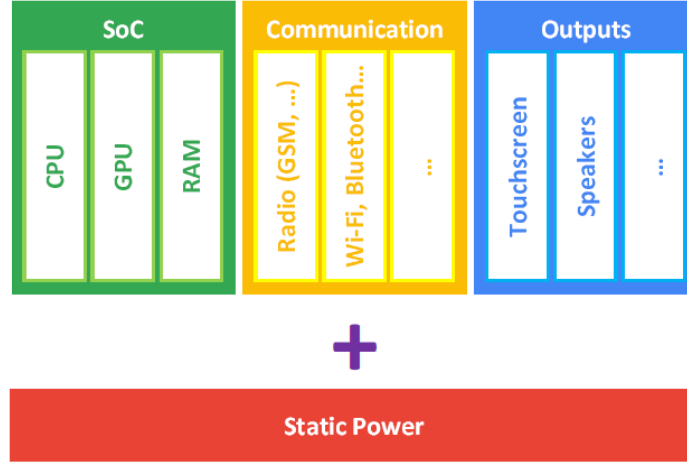 SoC
CPU
GPU
RAM
Communication
Radio (GSM, ...)
Wi-Fi, Bluetooth...
...
Outputs
Touchscreen
Speakers
...
+
Static Power